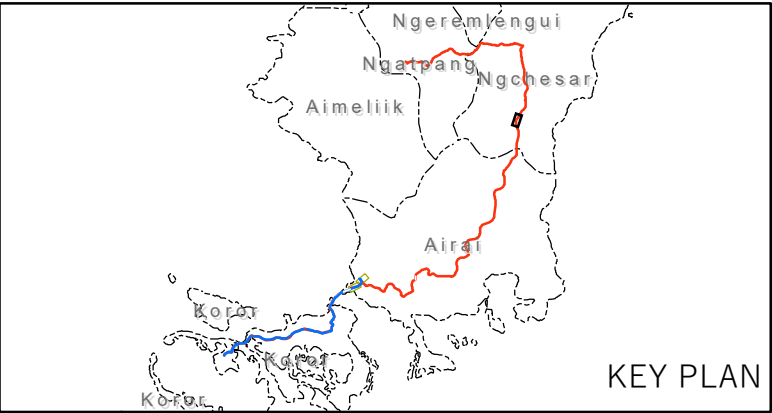 Ngeremlengui
Ngatpang
Ngchesar
Aimeliik
Airai
Koror
Koror
KEY PLAN
Koror